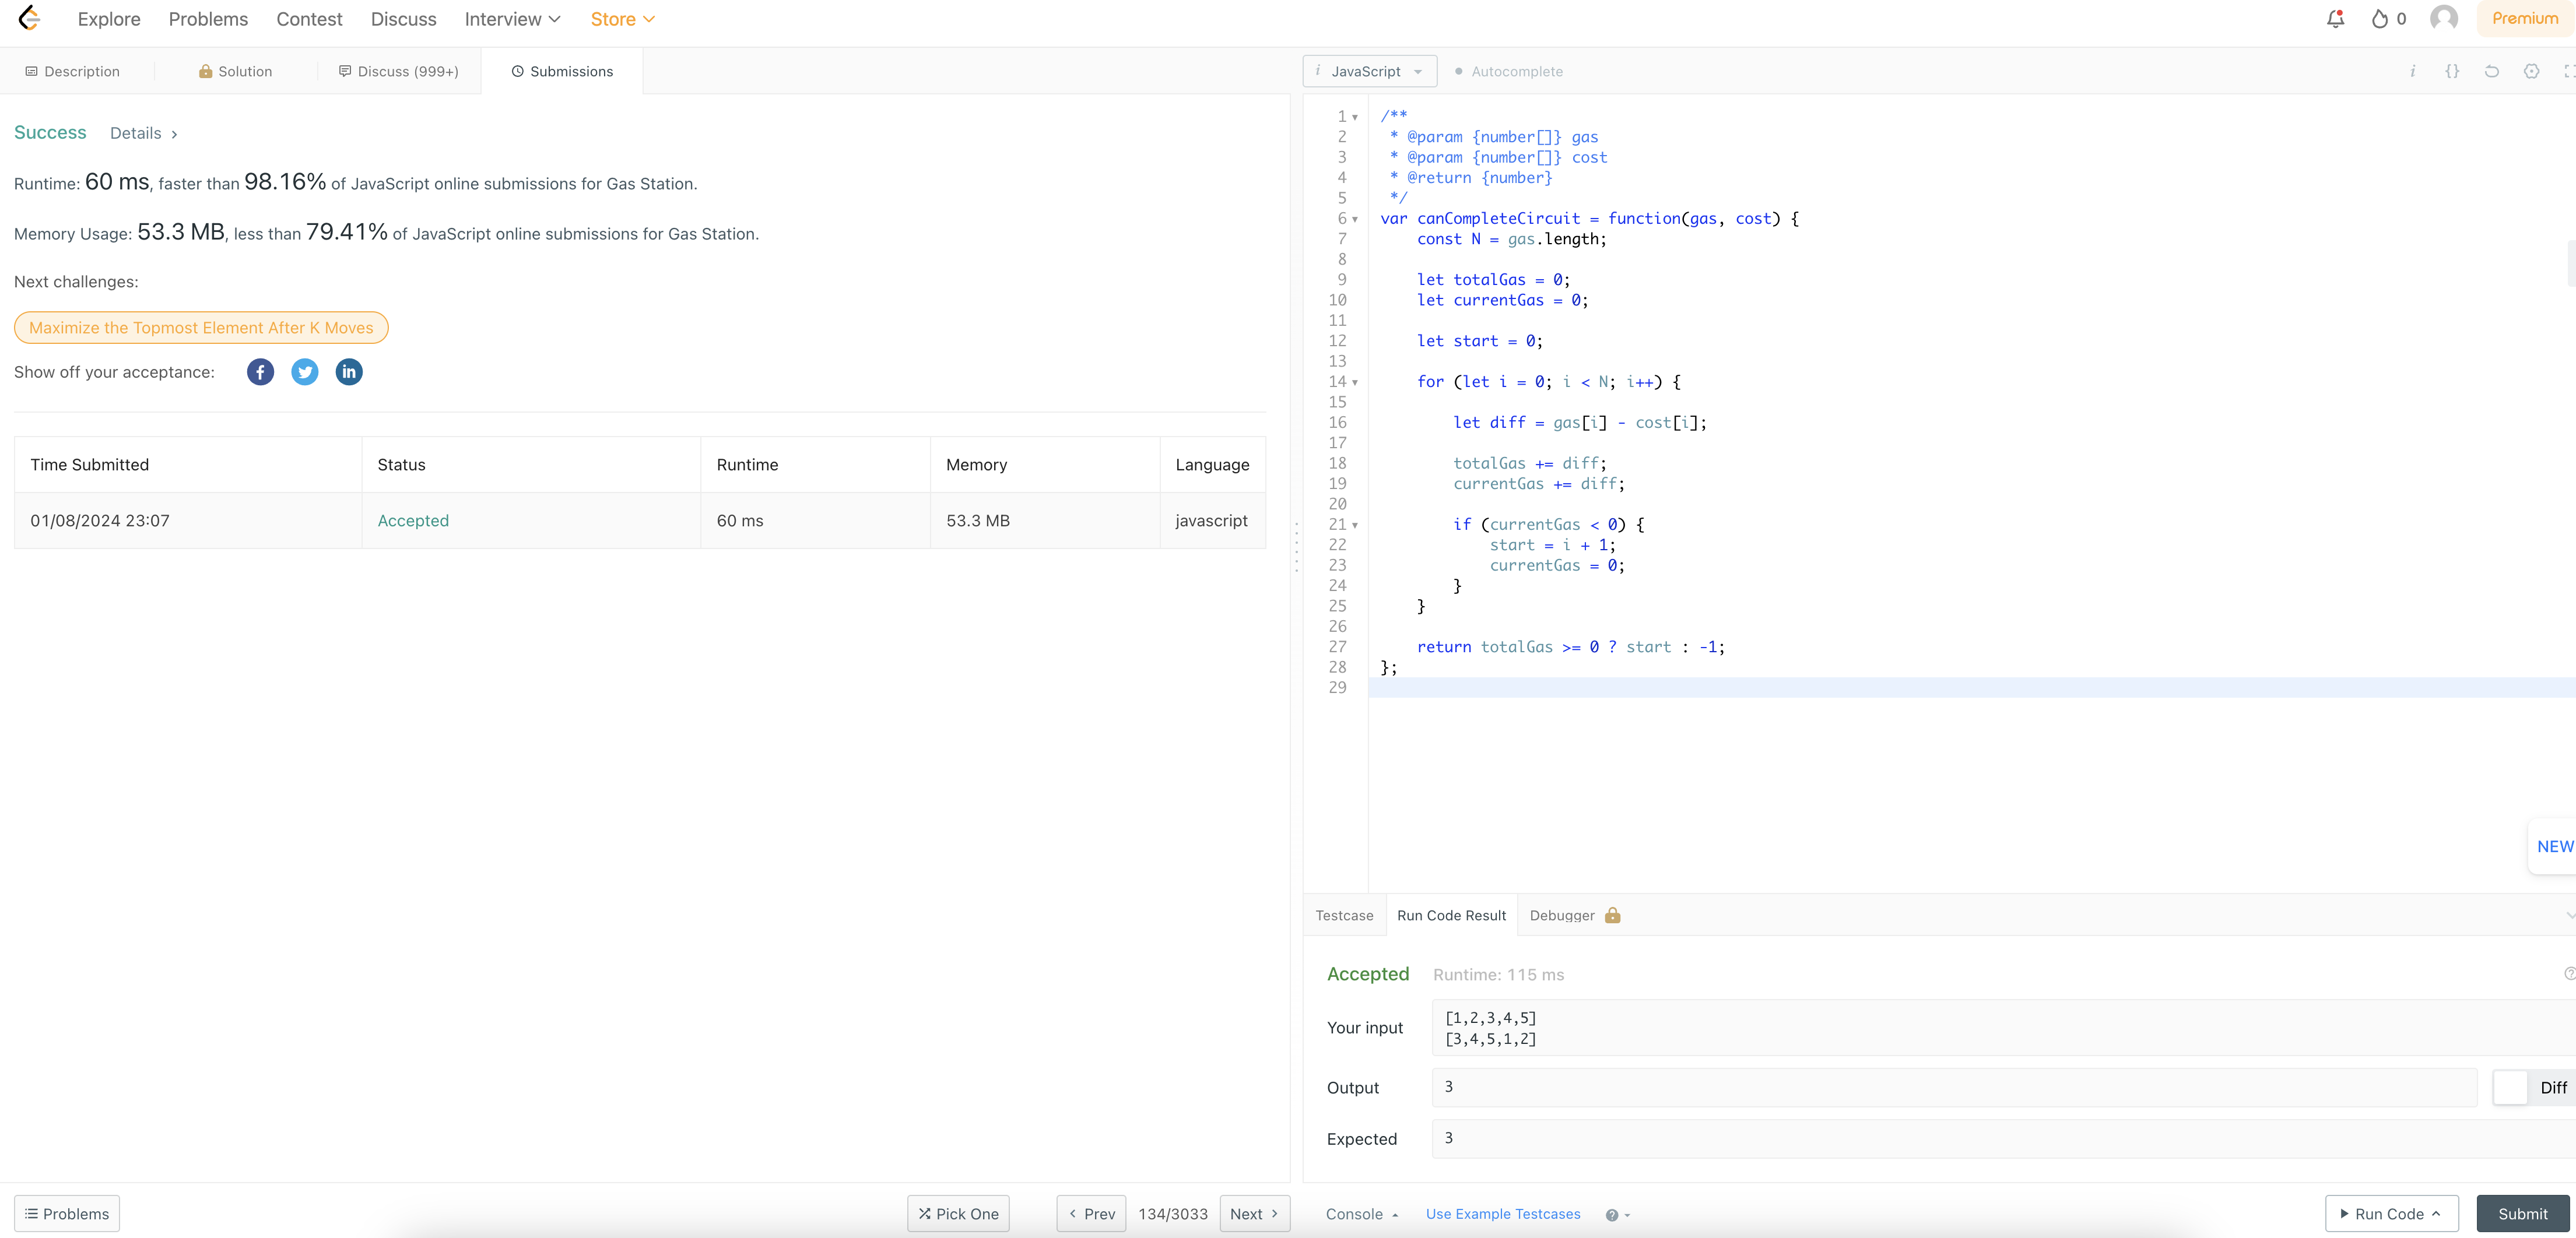 Explore Problems Contest Discuss Interview Store 0 Premium
Description Solution Discuss (999+) Submissions
Success Details
Runtime: 60 ms, faster than 98.16% of JavaScript online submissions for Gas Station.
Memory Usage: 53.3 MB, less than 79.41% of JavaScript online submissions for Gas Station.
Next challenges:
Maximize the Topmost Element After K Moves
Show off your acceptance:
Time Submitted Status Runtime Memory Language
01/08/2024 23:07 Accepted 60 ms 53.3 MB javascript
JavaScript Autocomplete
1 /**
2  * @param {number[]} gas
3  * @param {number[]} cost
4  * @return {number}
5  */
6 var canCompleteCircuit = function(gas, cost) {
7     const N = gas.length;
8
9     let totalGas = 0;
10     let currentGas = 0;
11
12     let start = 0;
13
14     for (let i = 0; i < N; i++) {
15
16         let diff = gas[i] - cost[i];
17
18         totalGas += diff;
19         currentGas += diff;
20
21         if (currentGas < 0) {
22             start = i + 1;
23             currentGas = 0;
24         }
25     }
26
27     return totalGas >= 0 ? start : -1;
28 };
29
NEW
Testcase Run Code Result Debugger
Accepted Runtime: 115 ms
Your input
[1,2,3,4,5]
[3,4,5,1,2]
Output 3 Diff
Expected 3
Problems Pick One Prev 134/3033 Next Console Use Example Testcases Run Code Submit